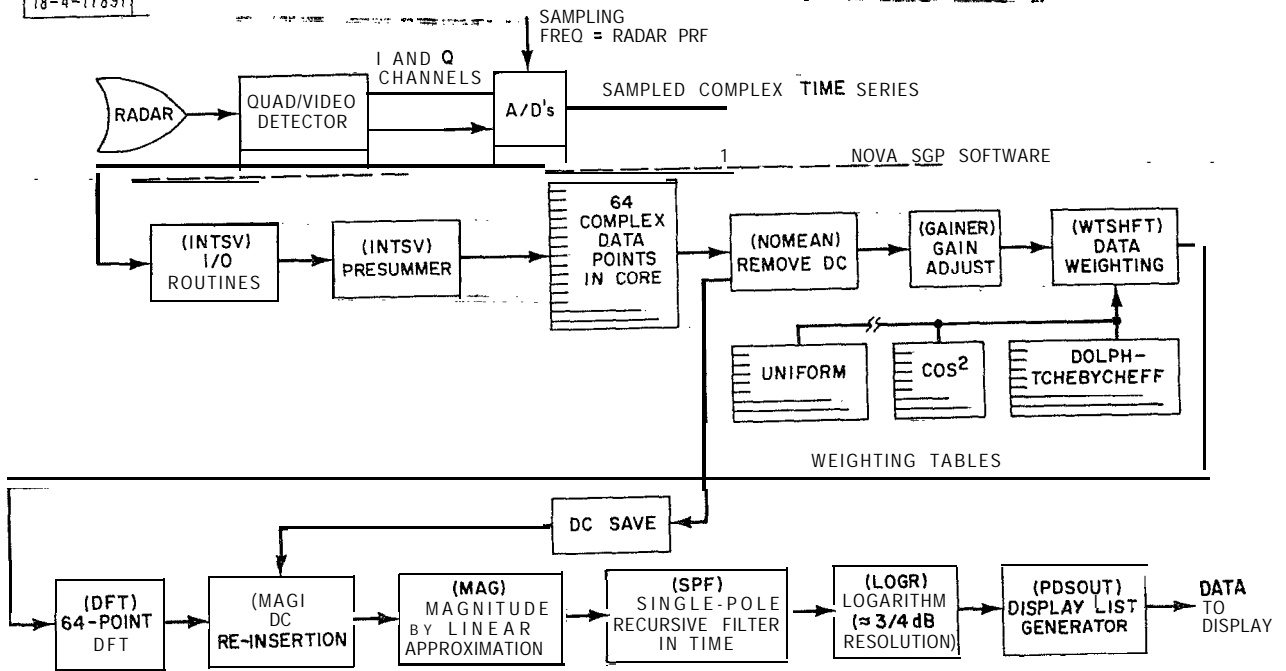 18-4-17891
SAMPLING
FREQ = RADAR PRF
I AND Q
CHANNELS
RADAR
QUAD/VIDEO
DETECTOR
A/D's
SAMPLED COMPLEX TIME SERIES
1
NOVA SGP SOFTWARE
(INTSV)
I/O
ROUTINES
(INTSV)
PRESUMMER
64
COMPLEX
DATA
POINTS
IN CORE
(NOMEAN)
REMOVE DC
(GAINER)
GAIN
ADJUST
(WTSHFT)
DATA
WEIGHTING
UNIFORM
COS²
DOLPH-
TCHEBYCHEFF
WEIGHTING TABLES
DC SAVE
(DFT)
64-POINT
DFT
(MAGI
DC
RE-INSERTION
(MAG)
MAGNITUDE
BY LINEAR
APPROXIMATION
(SPF)
SINGLE-POLE
RECURSIVE FILTER
IN TIME
(LOGR)
LOGARITHM
(≈ 3/4 dB
RESOLUTION)
(PDSOUT)
DISPLAY LIST
GENERATOR
DATA
TO
DISPLAY